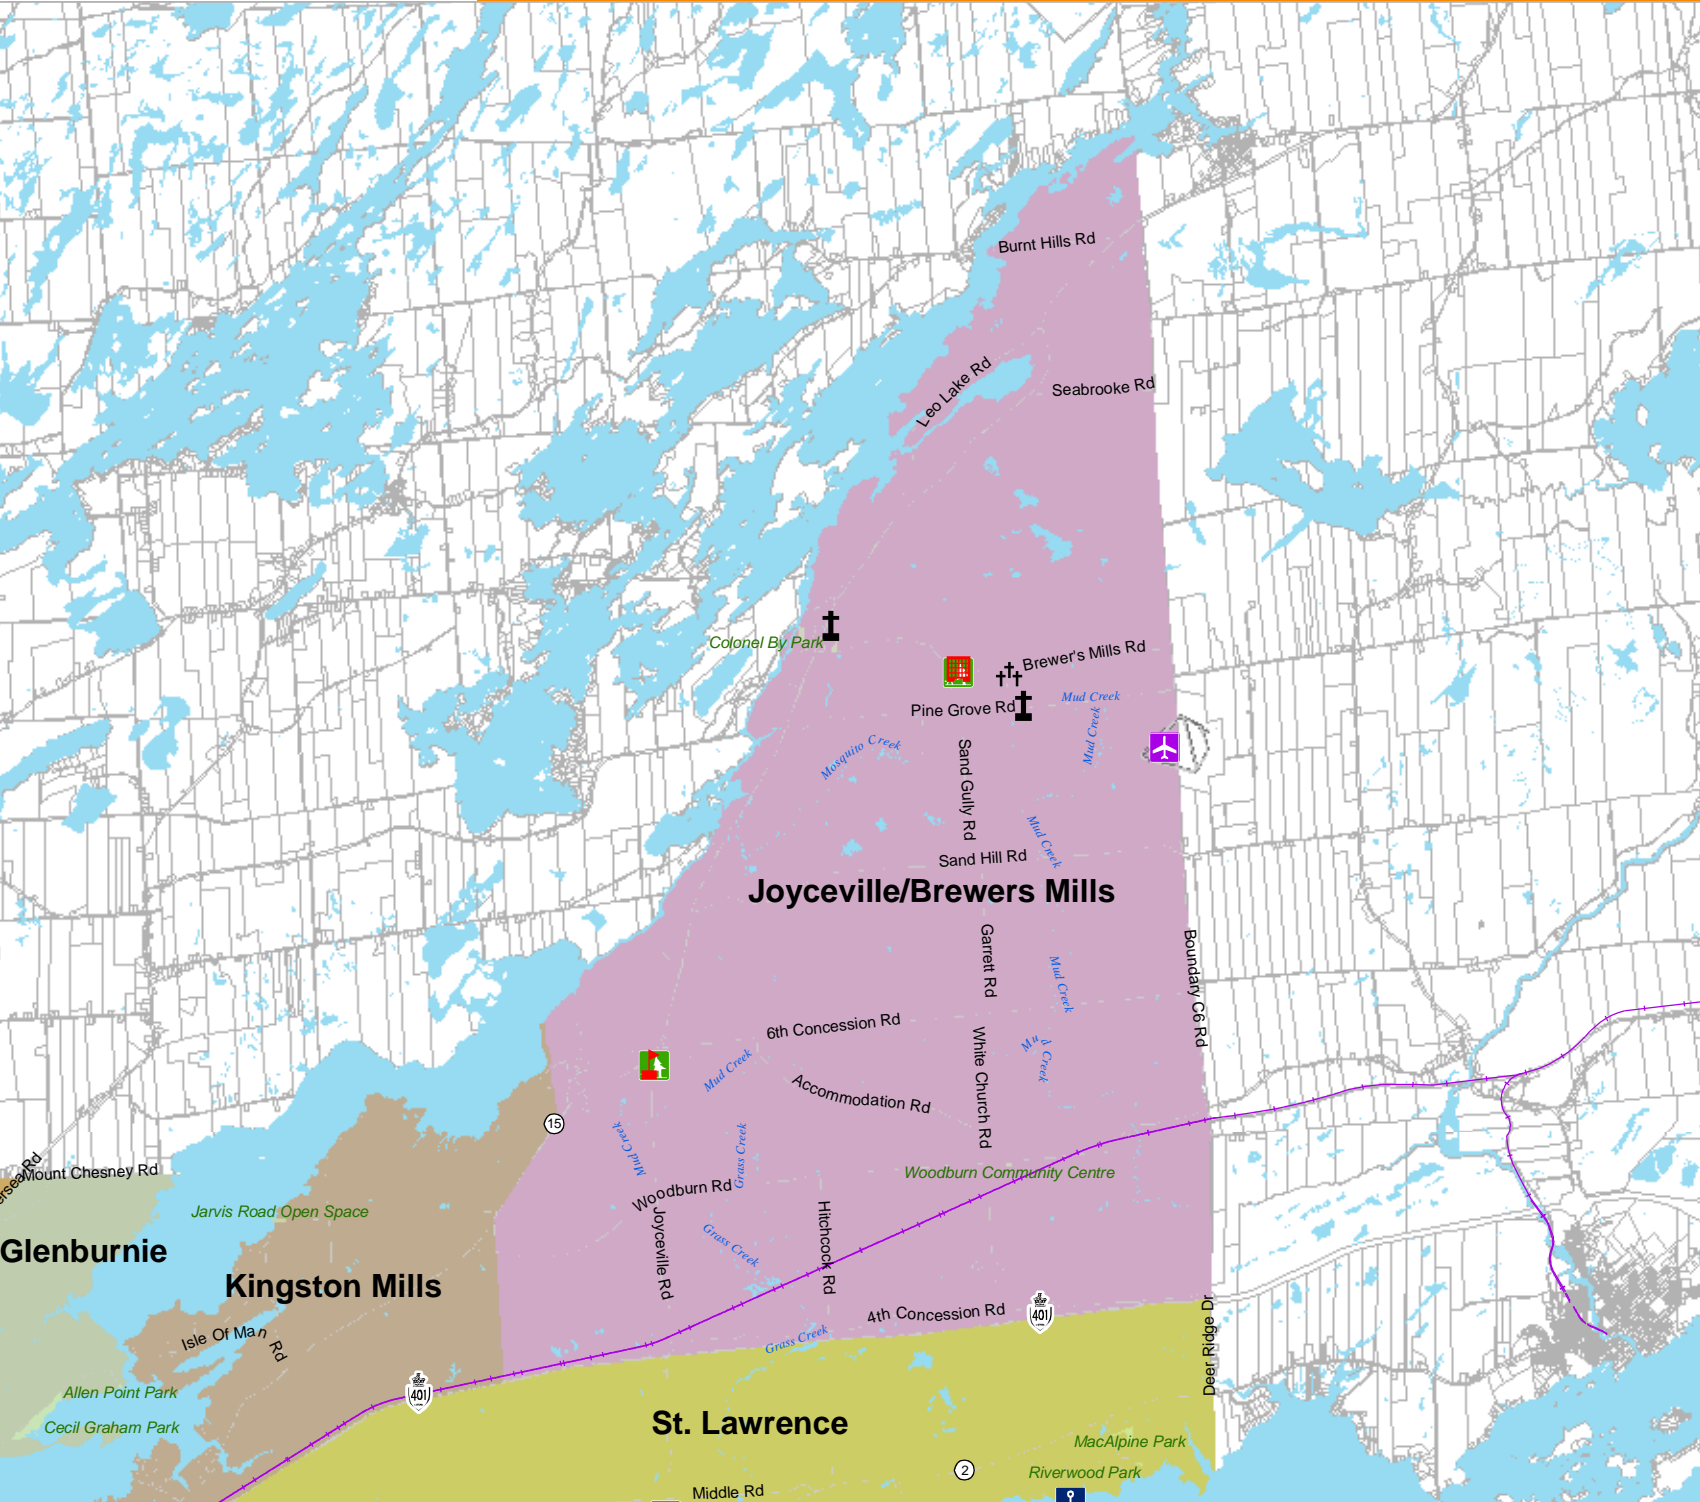 Burnt Hills Rd
Leo Lake Rd
Seabrooke Rd
Colonel By Park
Brewer's Mills Rd
Mud Creek
Pine Grove Rd
Mud Creek
Mosquito Creek
Sand Gully Rd
Mud Creek
Sand Hill Rd
Joyceville/Brewers Mills
Garrett Rd
Boundary C6 Rd
Mud Creek
6th Concession Rd
White Church Rd
Mud Creek
Mud Creek
Accommodation Rd
15
Mud Creek
Grass Creek
Mount Chesney Rd
Woodburn Community Centre
Woodburn Rd
Jarvis Road Open Space
Joyceville Rd
Hitchcock Rd
Grass Creek
Glenburnie
Kingston Mills
4th Concession Rd
401
Deer Ridge Dr
Isle Of Man Rd
Grass Creek
Allen Point Park
401
Cecil Graham Park
St. Lawrence
MacAlpine Park
2
Riverwood Park
Middle Rd